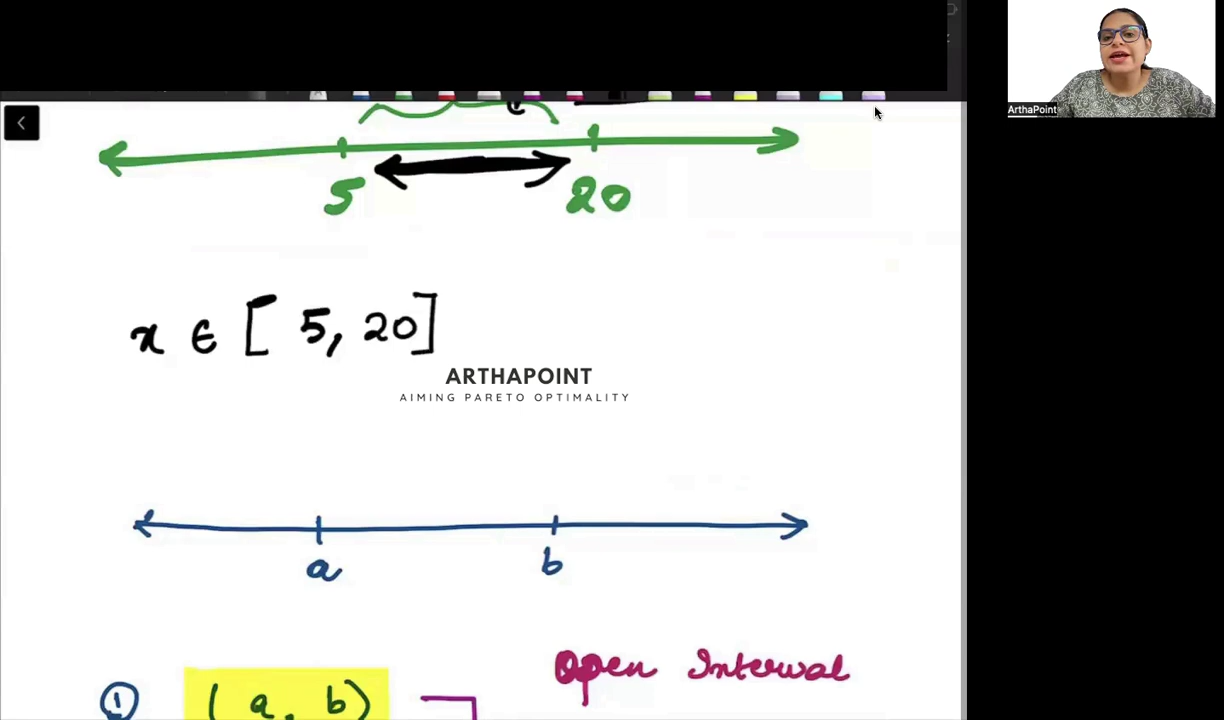 ArthaPoint
5 20
x ∈ [ 5, 20]
ARTHAPOINT
AIMING PARETO OPTIMALITY
a b
Open Interval
1 ( a, b)